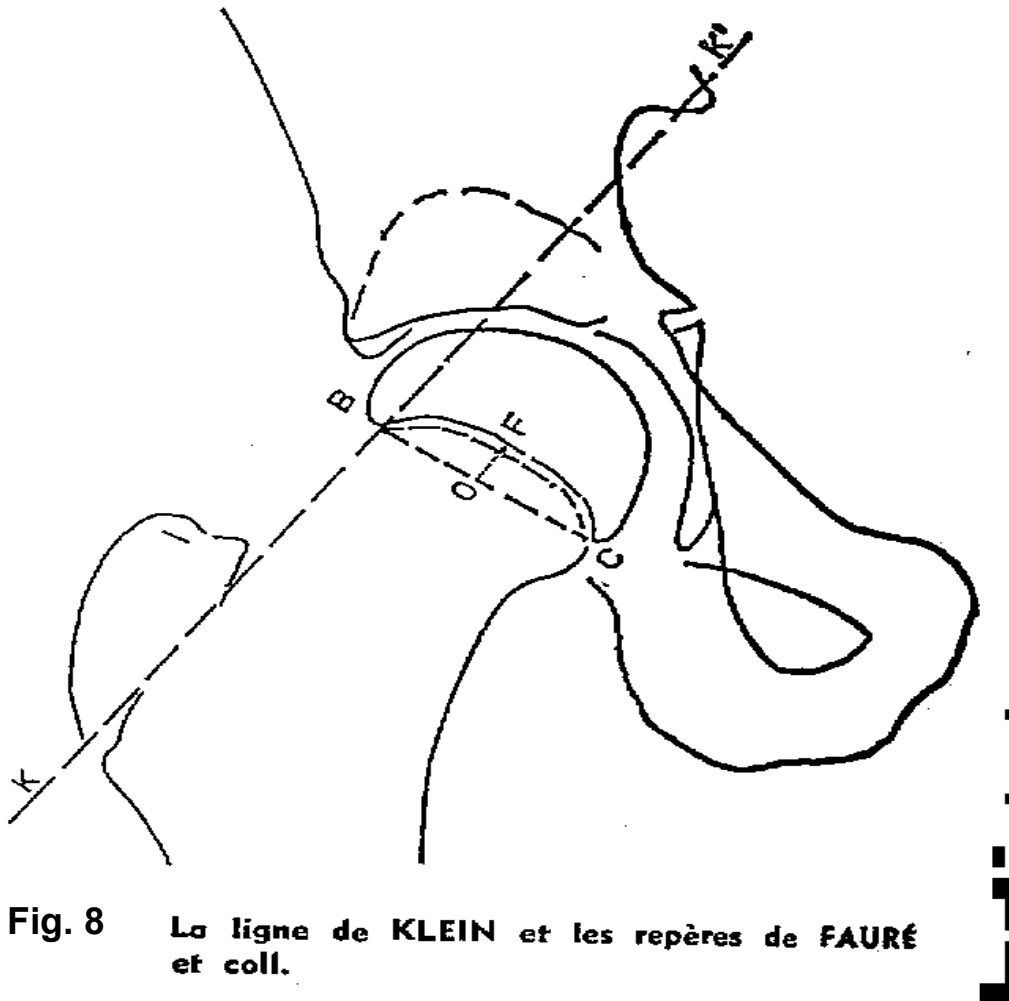 K'
B
F
O
C
K
Fig. 8 La ligne de KLEIN et les repères de FAURÉ
et coll.